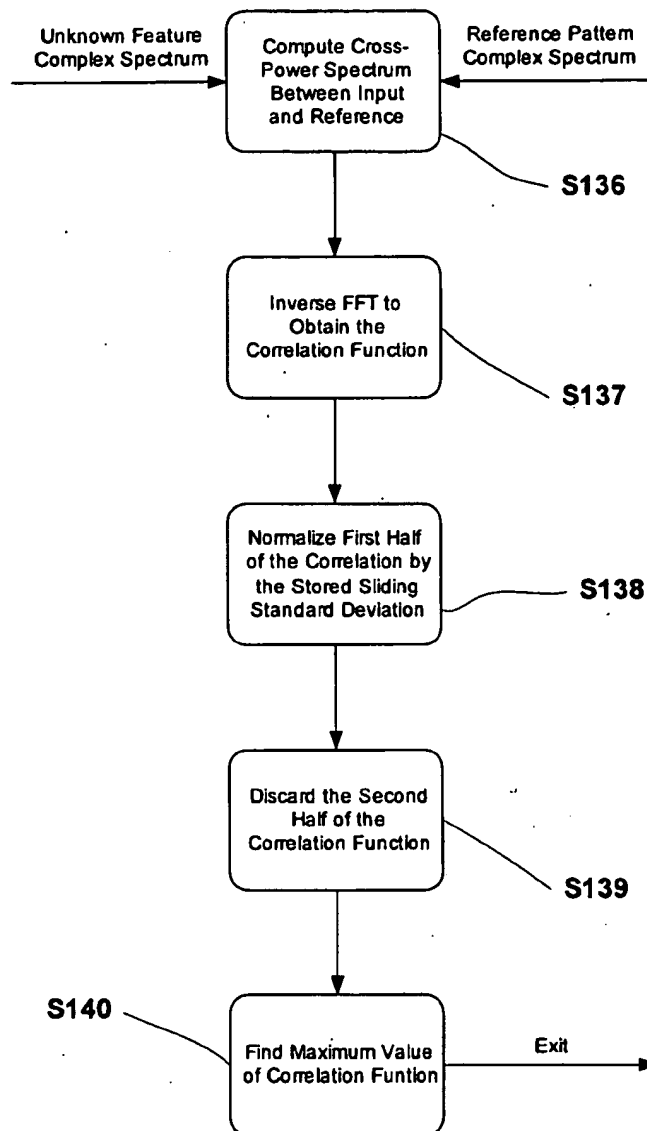 Unknown Feature
Complex Spectrum
Compute Cross-
Power Spectrum
Between Input
and Reference
Reference Pattern
Complex Spectrum
S136
Inverse FFT to
Obtain the
Correlation Function
S137
Normalize First Half
of the Correlation by
the Stored Sliding
Standard Deviation
S138
Discard the Second
Half of the
Correlation Function
S139
S140
Find Maximum Value
of Correlation Funtion
Exit